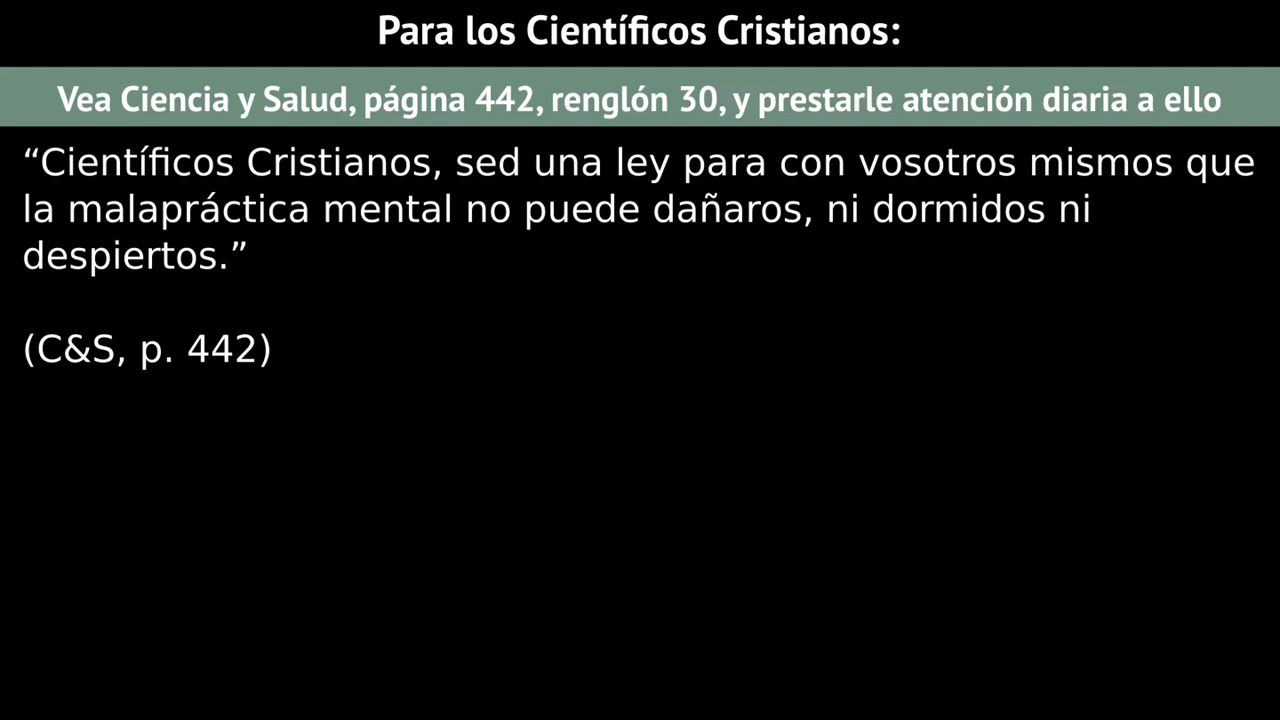 Para los Científicos Cristianos:
Vea Ciencia y Salud, página 442, renglón 30, y prestarle atención diaria a ello
“Científicos Cristianos, sed una ley para con vosotros mismos que
la malapráctica mental no puede dañaros, ni dormidos ni
despiertos.”
(C&S, p. 442)